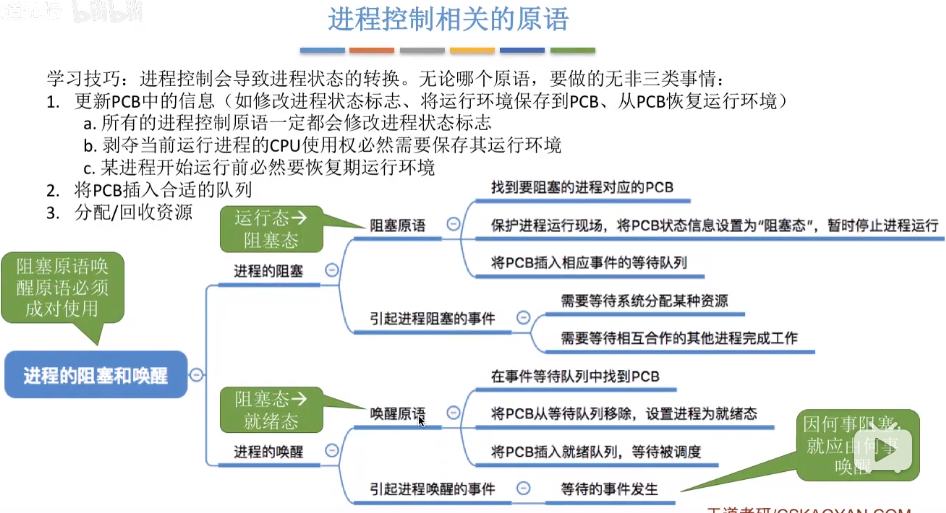 bilibili
进程控制相关的原语
学习技巧：进程控制会导致进程状态的转换。无论哪个原语，要做的无非三类事情：
1. 更新PCB中的信息（如修改进程状态标志、将运行环境保存到PCB、从PCB恢复运行环境）
a. 所有的进程控制原语一定都会修改进程状态标志
b. 剥夺当前运行进程的CPU使用权必然需要保存其运行环境
c. 某进程开始运行前必然要恢复期运行环境
2. 将PCB插入合适的队列
3. 分配/回收资源
运行态→
阻塞态
阻塞原语唤
醒原语必须
成对使用
进程的阻塞和唤醒
进程的阻塞
阻塞原语
找到要阻塞的进程对应的PCB
保护进程运行现场，将PCB状态信息设置为“阻塞态”，暂时停止进程运行
将PCB插入相应事件的等待队列
引起进程阻塞的事件
需要等待系统分配某种资源
需要等待相互合作的其他进程完成工作
阻塞态→
就绪态
进程的唤醒
唤醒原语
在事件等待队列中找到PCB
将PCB从等待队列移除，设置进程为就绪态
将PCB插入就绪队列，等待被调度
引起进程唤醒的事件
等待的事件发生
因何事阻塞，
就应由何事
唤醒
王道考研/CSKAOYAN.COM